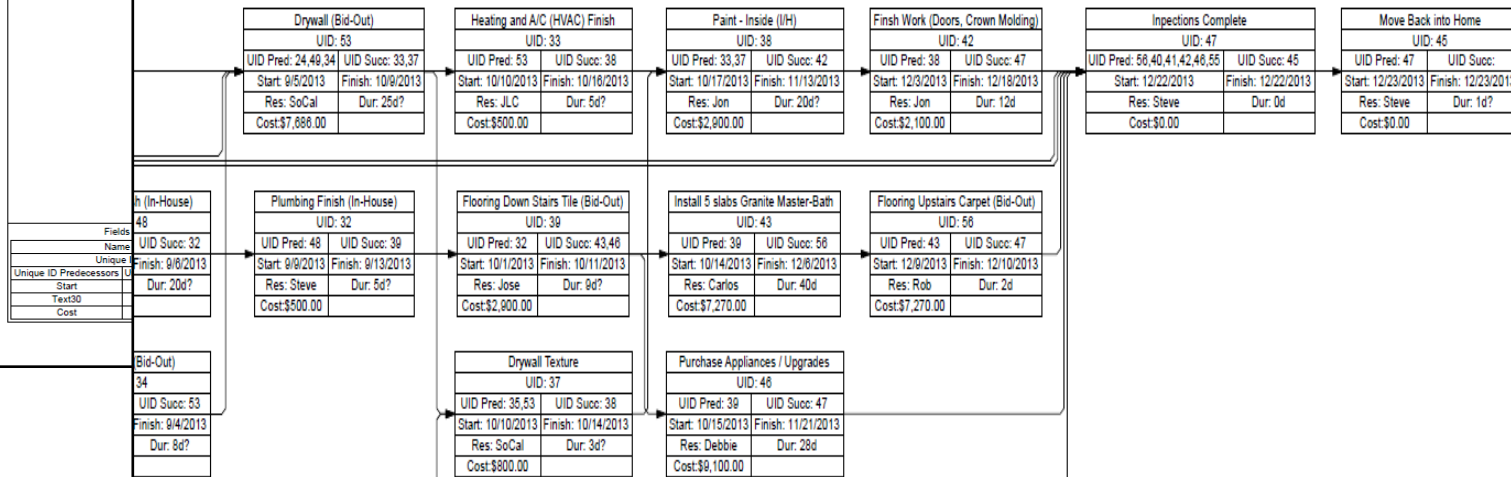 Drywall (Bid-Out)
UID: 53
UID Pred: 24,49,34 UID Succ: 33,37
Start: 9/5/2013 Finish: 10/9/2013
Res: SoCal Dur: 25d?
Cost:$7,686.00
Heating and A/C (HVAC) Finish
UID: 33
UID Pred: 53 UID Succ: 38
Start: 10/10/2013 Finish: 10/16/2013
Res: JLC Dur: 5d?
Cost:$500.00
Paint - Inside (I/H)
UID: 38
UID Pred: 33,37 UID Succ: 42
Start: 10/17/2013 Finish: 11/13/2013
Res: Jon Dur: 20d?
Cost:$2,900.00
Finsh Work (Doors, Crown Molding)
UID: 42
UID Pred: 38 UID Succ: 47
Start: 12/3/2013 Finish: 12/18/2013
Res: Jon Dur: 12d
Cost:$2,100.00
Inpections Complete
UID: 47
UID Pred: 56,40,41,42,46,55 UID Succ: 45
Start: 12/22/2013 Finish: 12/22/2013
Res: Steve Dur: 0d
Cost:$0.00
Move Back into Home
UID: 45
UID Pred: 47 UID Succ:
Start: 12/23/2013 Finish: 12/23/2013
Res: Steve Dur: 1d?
Cost:$0.00
h (In-House)
48
UID Succ: 32
Finish: 9/6/2013
Dur: 20d?
Plumbing Finish (In-House)
UID: 32
UID Pred: 48 UID Succ: 39
Start: 9/9/2013 Finish: 9/13/2013
Res: Steve Dur: 5d?
Cost:$500.00
Flooring Down Stairs Tile (Bid-Out)
UID: 39
UID Pred: 32 UID Succ: 43,46
Start: 10/1/2013 Finish: 10/11/2013
Res: Jose Dur: 9d?
Cost:$2,900.00
Install 5 slabs Granite Master-Bath
UID: 43
UID Pred: 39 UID Succ: 56
Start: 10/14/2013 Finish: 12/6/2013
Res: Carlos Dur: 40d
Cost:$7,270.00
Flooring Upstairs Carpet (Bid-Out)
UID: 56
UID Pred: 43 UID Succ: 47
Start: 12/9/2013 Finish: 12/10/2013
Res: Rob Dur: 2d
Cost:$7,270.00
Fields
Name
Unique
Unique ID Predecessors U
Start
Text30
Cost
(Bid-Out)
34
UID Succ: 53
Finish: 9/4/2013
Dur: 8d?
Drywall Texture
UID: 37
UID Pred: 35,53 UID Succ: 38
Start: 10/10/2013 Finish: 10/14/2013
Res: SoCal Dur: 3d?
Cost:$800.00
Purchase Appliances / Upgrades
UID: 46
UID Pred: 39 UID Succ: 47
Start: 10/15/2013 Finish: 11/21/2013
Res: Debbie Dur: 28d
Cost:$9,100.00